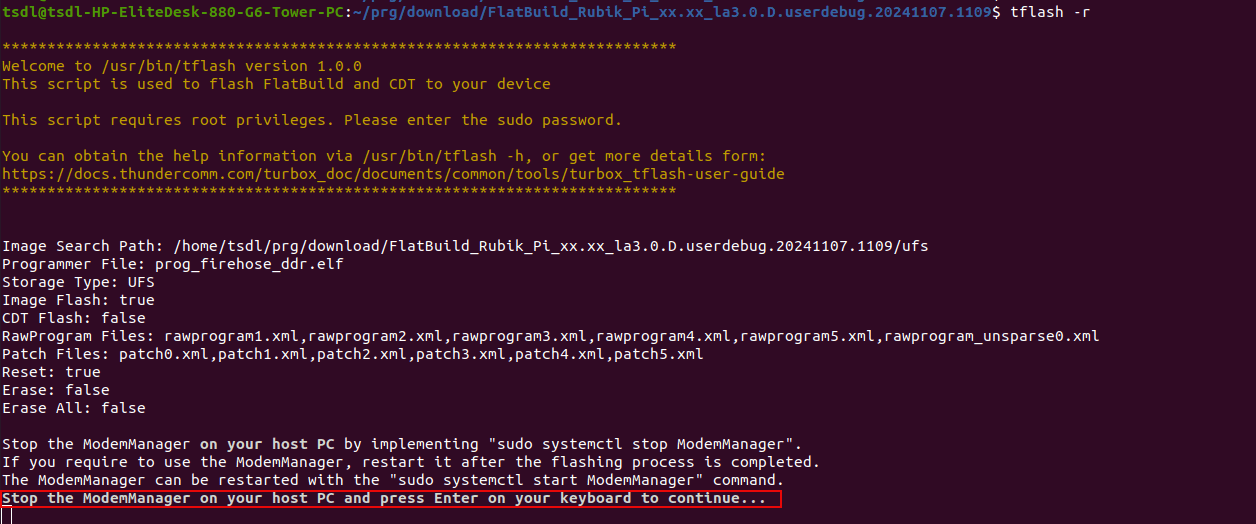 tsdl@tsdl-HP-EliteDesk-880-G6-Tower-PC:~/prg/download/FlatBuild_Rubik_Pi_xx.xx_la3.0.D.userdebug.20241107.1109$ tflash -r
***************************************************************************
Welcome to /usr/bin/tflash version 1.0.0
This script is used to flash FlatBuild and CDT to your device
This script requires root privileges. Please enter the sudo password.
You can obtain the help information via /usr/bin/tflash -h, or get more details form:
https://docs.thundercomm.com/turbox_doc/documents/common/tools/turbox_tflash-user-guide
***************************************************************************
Image Search Path: /home/tsdl/prg/download/FlatBuild_Rubik_Pi_xx.xx_la3.0.D.userdebug.20241107.1109/ufs
Programmer File: prog_firehose_ddr.elf
Storage Type: UFS
Image Flash: true
CDT Flash: false
RawProgram Files: rawprogram1.xml,rawprogram2.xml,rawprogram3.xml,rawprogram4.xml,rawprogram5.xml,rawprogram_unsparse0.xml
Patch Files: patch0.xml,patch1.xml,patch2.xml,patch3.xml,patch4.xml,patch5.xml
Reset: true
Erase: false
Erase All: false
Stop the ModemManager on your host PC by implementing "sudo systemctl stop ModemManager".
If you require to use the ModemManager, restart it after the flashing process is completed.
The ModemManager can be restarted with the "sudo systemctl start ModemManager" command.
Stop the ModemManager on your host PC and press Enter on your keyboard to continue...